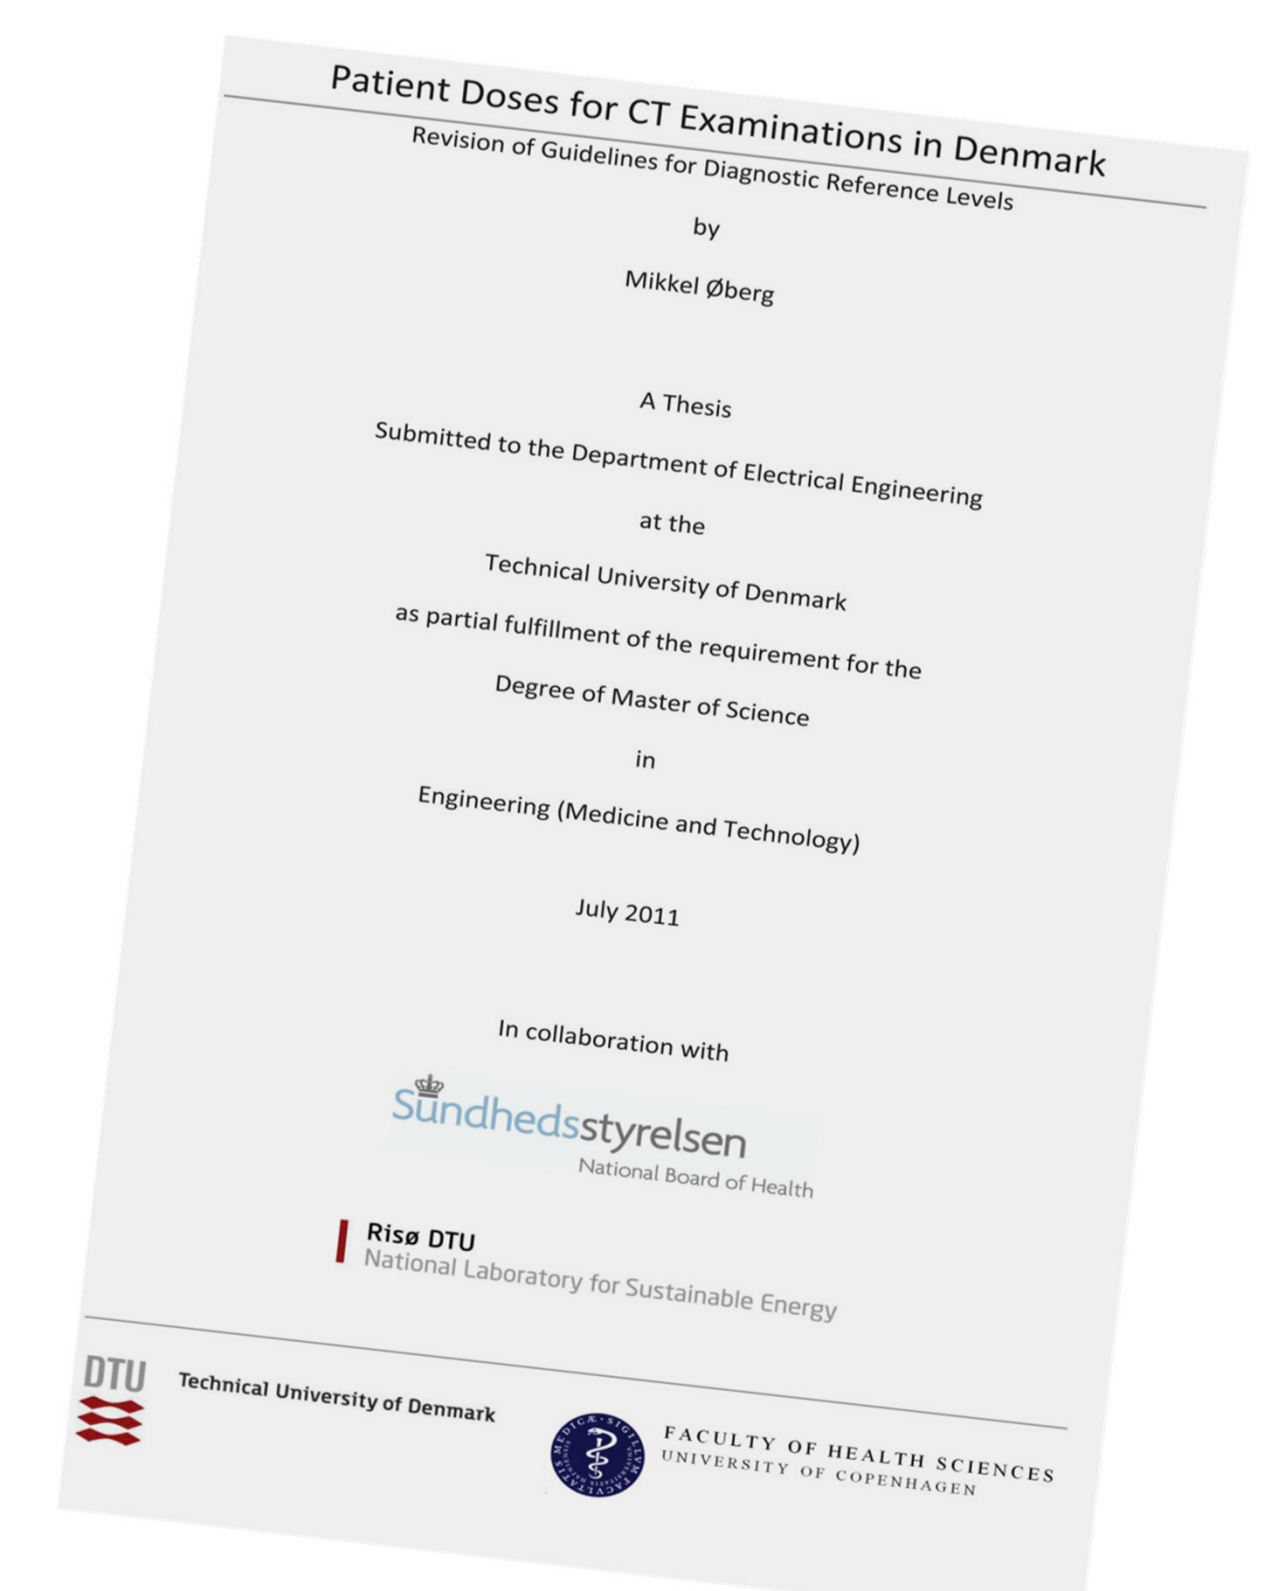 Patient Doses for CT Examinations in Denmark
Revision of Guidelines for Diagnostic Reference Levels
by
Mikkel Øberg
A Thesis
Submitted to the Department of Electrical Engineering
at the
Technical University of Denmark
as partial fulfillment of the requirement for the
Degree of Master of Science
in
Engineering (Medicine and Technology)
July 2011
In collaboration with
Sundhedsstyrelsen
National Board of Health
Risø DTU
National Laboratory for Sustainable Energy
DTU
Technical University of Denmark
SIGILLVM FACVLTATIS MEDICÆ
FACULTY OF HEALTH SCIENCES
UNIVERSITY OF COPENHAGEN